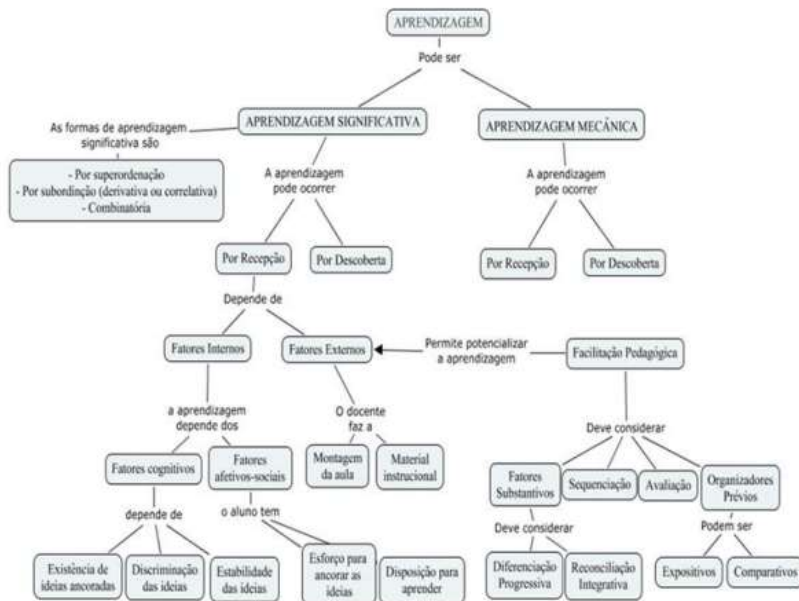 APRENDIZAGEM
Pode ser
APRENDIZAGEM SIGNIFICATIVA
APRENDIZAGEM MECÂNICA
As formas de aprendizagem
significativa são
- Por superordenação
- Por subordinção (derivativa ou correlativa)
- Combinatória
A aprendizagem
pode ocorrer
A aprendizagem
pode ocorrer
Por Recepção
Por Descoberta
Por Recepção
Por Descoberta
Depende de
Fatores Internos
Fatores Externos
Permite potencializar
a aprendizagem
Facilitação Pedagógica
a aprendizagem
depende dos
O docente
faz a
Deve considerar
Fatores cognitivos
Fatores
afetivos-sociais
Montagem
da aula
Material
instrucional
Fatores
Substantivos
Sequenciação
Avaliação
Organizadores
Prévios
depende de
o aluno tem
Deve considerar
Podem ser
Existência de
ideias ancoradas
Discriminação
das ideias
Estabilidade
das ideias
Esforço para
ancorar as
ideias
Disposição para
aprender
Diferenciação
Progressiva
Reconciliação
Integrativa
Expositivos
Comparativos